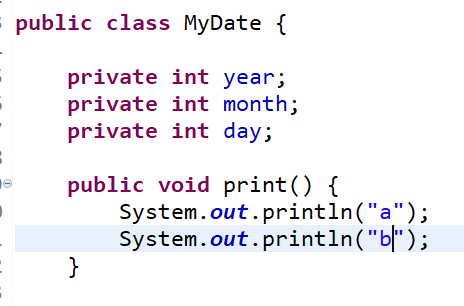 public class MyDate {
private int year;
private int month;
private int day;
public void print() {
System.out.println("a");
System.out.println("b");
}